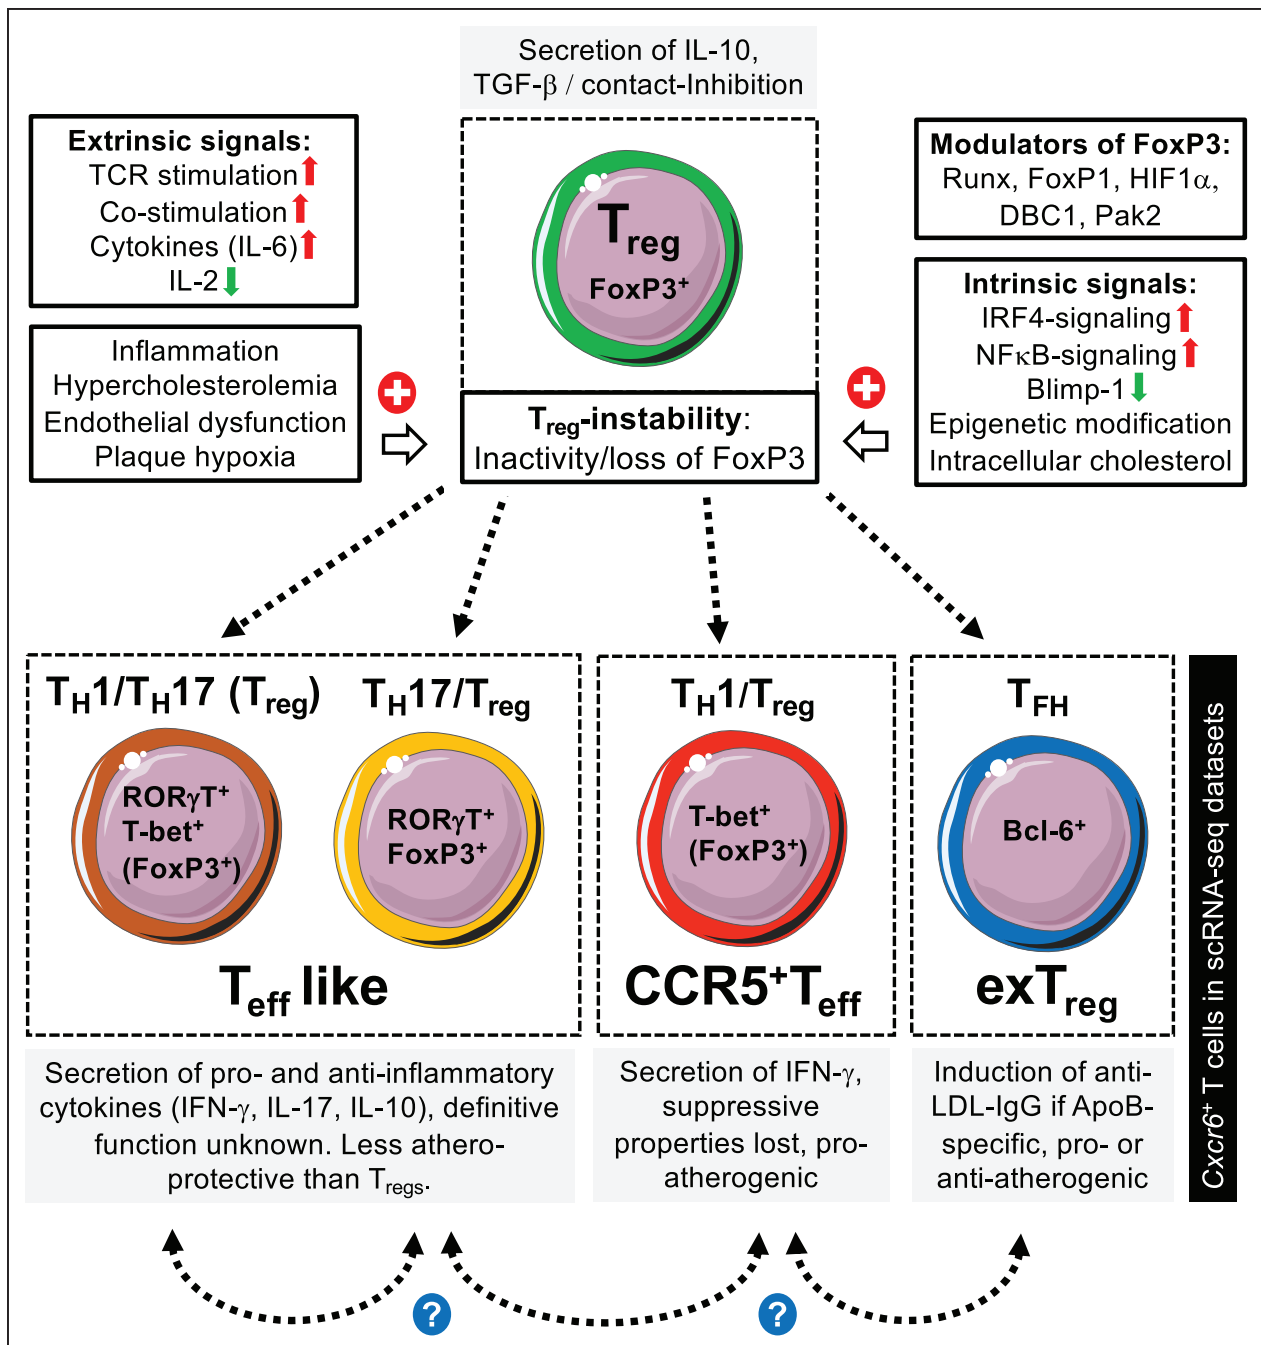 Secretion of IL-10,
TGF-β / contact-Inhibition
Extrinsic signals:
TCR stimulation
Co-stimulation
Cytokines (IL-6)
IL-2
Inflammation
Hypercholesterolemia
Endothelial dysfunction
Plaque hypoxia
Treg
FoxP3+
Treg-instability:
Inactivity/loss of FoxP3
Modulators of FoxP3:
Runx, FoxP1, HIF1α,
DBC1, Pak2
Intrinsic signals:
IRF4-signaling
NFκB-signaling
Blimp-1
Epigenetic modification
Intracellular cholesterol
TH1/TH17 (Treg)
RORγT+
T-bet+
(FoxP3+)
TH17/Treg
RORγT+
FoxP3+
Teff like
TH1/Treg
T-bet+
(FoxP3+)
CCR5+Teff
TFH
Bcl-6+
exTreg
Cxcr6+ T cells in scRNA-seq datasets
Secretion of pro- and anti-inflammatory
cytokines (IFN-γ, IL-17, IL-10), definitive
function unknown. Less athero-
protective than Tregs.
Secretion of IFN-γ,
suppressive
properties lost, pro-
atherogenic
Induction of anti-
LDL-IgG if ApoB-
specific, pro- or
anti-atherogenic
?
?